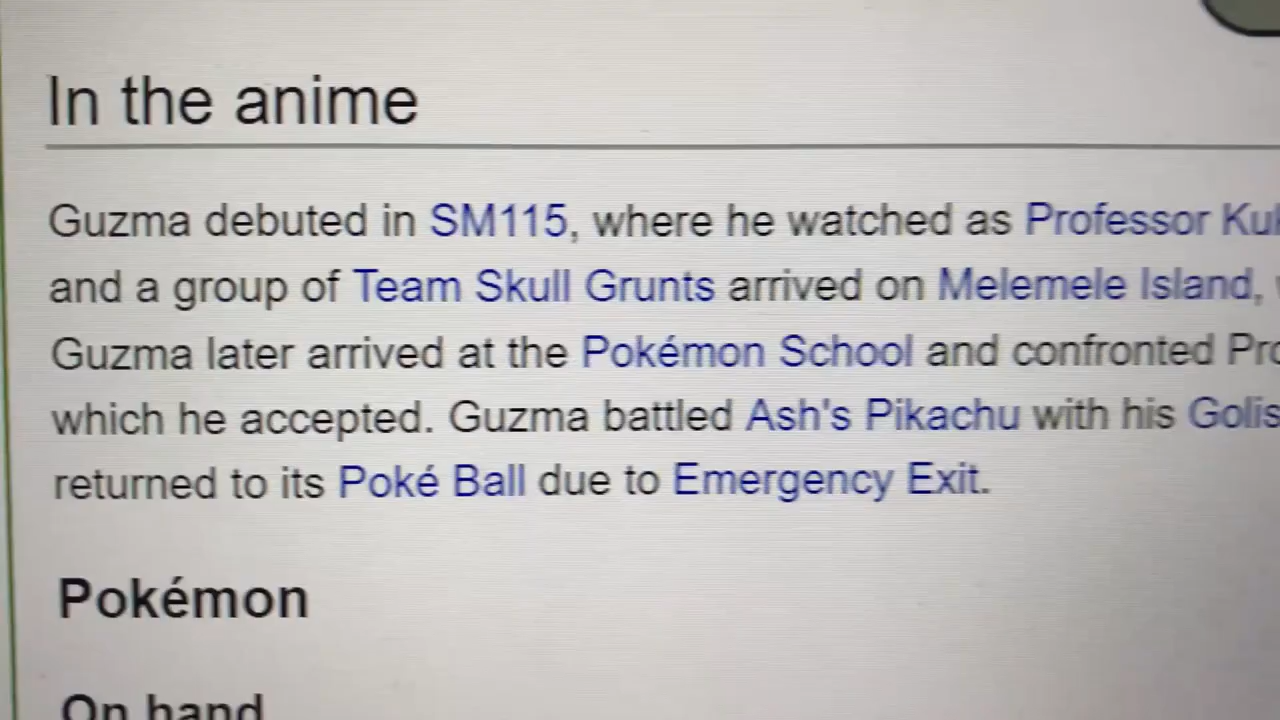 In the anime
Guzma debuted in SM115, where he watched as Professor
and a group of Team Skull Grunts arrived on Melemele Island,
Guzma later arrived at the Pokémon School and confronted
which he accepted. Guzma battled Ash's Pikachu with his
returned to its Poké Ball due to Emergency Exit.
Pokémon
On hand